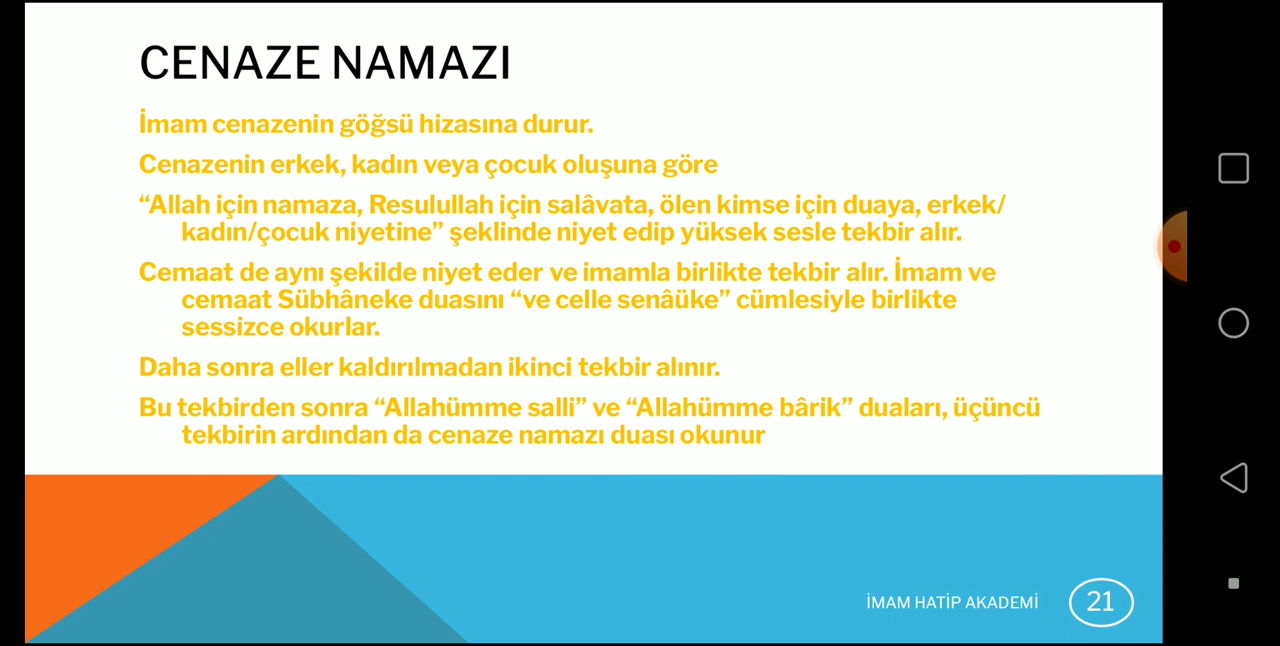 CENAZE NAMAZI
İmam cenazenin göğsü hizasına durur.
Cenazenin erkek, kadın veya çocuk oluşuna göre
“Allah için namaza, Resulullah için salâvata, ölen kimse için duaya, erkek/
kadın/çocuk niyetine” şeklinde niyet edip yüksek sesle tekbir alır.
Cemaat de aynı şekilde niyet eder ve imamla birlikte tekbir alır. İmam ve
cemaat Sübhâneke duasını “ve celle senâüke” cümlesiyle birlikte
sessizce okurlar.
Daha sonra eller kaldırılmadan ikinci tekbir alınır.
Bu tekbirden sonra “Allahümme salli” ve “Allahümme bârik” duaları, üçüncü
tekbirin ardından da cenaze namazı duası okunur
İMAM HATİP AKADEMİ
21